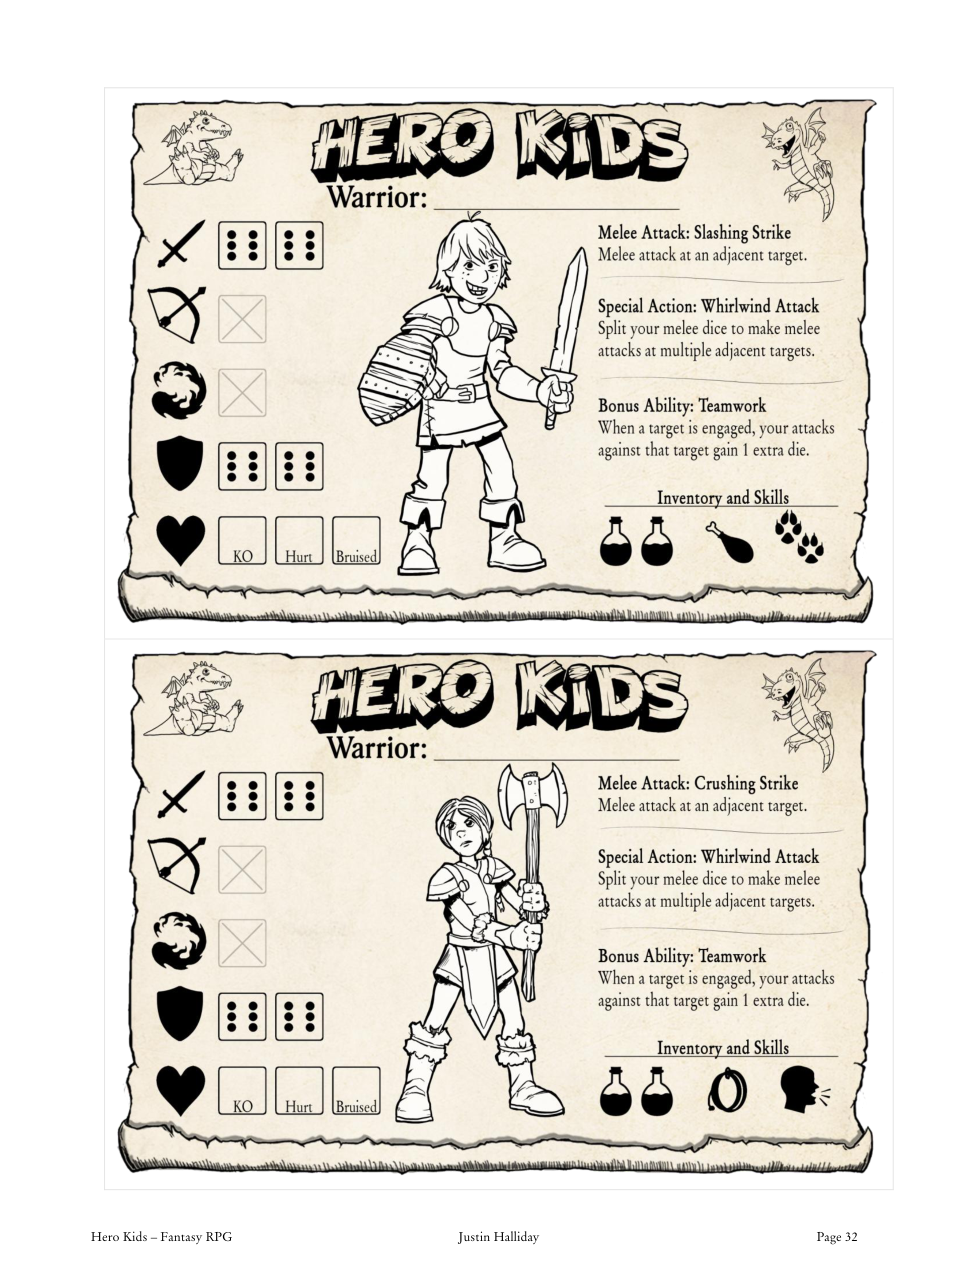 HERO KiDS
Warrior:
Melee Attack: Slashing Strike
Melee attack at an adjacent target.
Special Action: Whirlwind Attack
Split your melee dice to make melee
attacks at multiple adjacent targets.
Bonus Ability: Teamwork
When a target is engaged, your attacks
against that target gain 1 extra die.
Inventory and Skills
KO Hurt Bruised
HERO KiDS
Warrior:
Melee Attack: Crushing Strike
Melee attack at an adjacent target.
Special Action: Whirlwind Attack
Split your melee dice to make melee
attacks at multiple adjacent targets.
Bonus Ability: Teamwork
When a target is engaged, your attacks
against that target gain 1 extra die.
Inventory and Skills
KO Hurt Bruised
Hero Kids – Fantasy RPG Justin Halliday Page 32